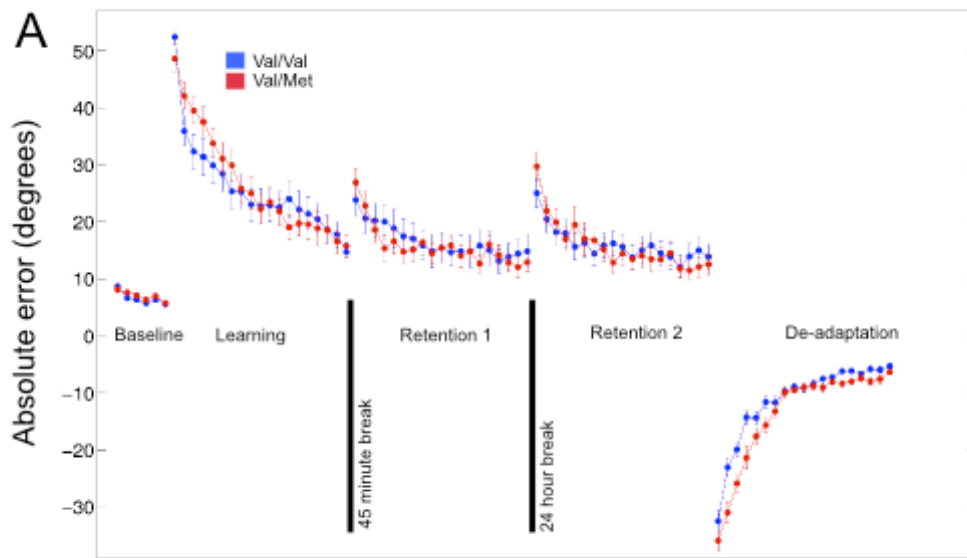 A
Absolute error (degrees)
50
40
30
20
10
0
−10
−20
−30
Val/Val
Val/Met
Baseline
Learning
Retention 1
Retention 2
De-adaptation
45 minute break
24 hour break